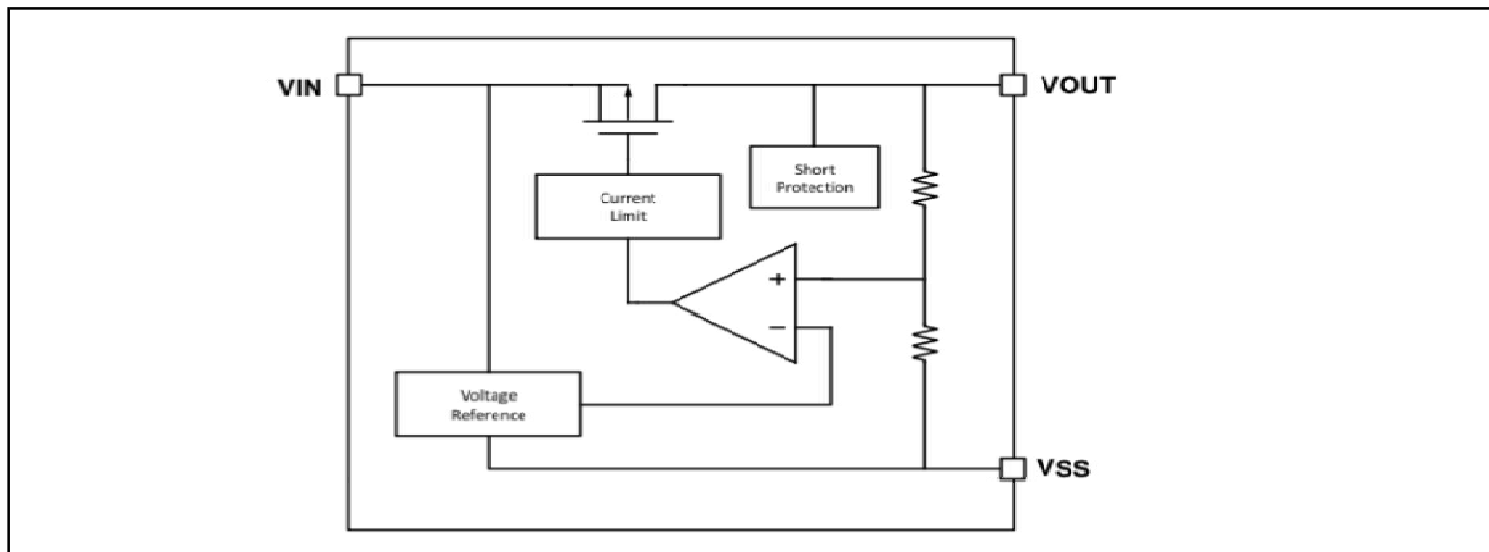 VIN
VOUT
Short
Protection
Current
Limit
+
−
Voltage
Reference
VSS